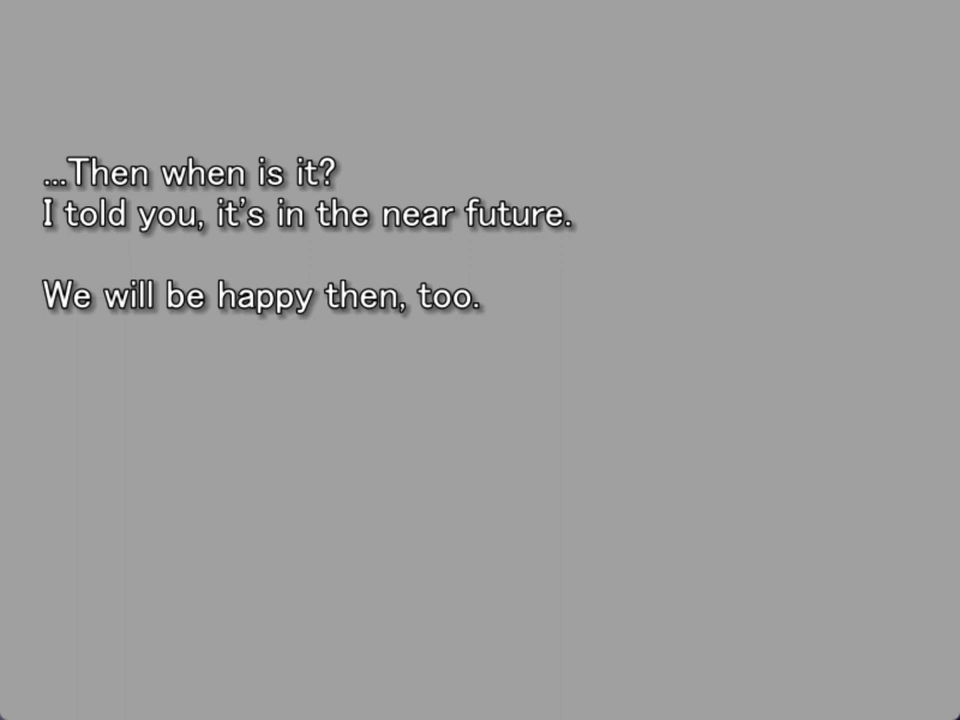 ...Then when is it?
I told you, it's in the near future.
We will be happy then, too.